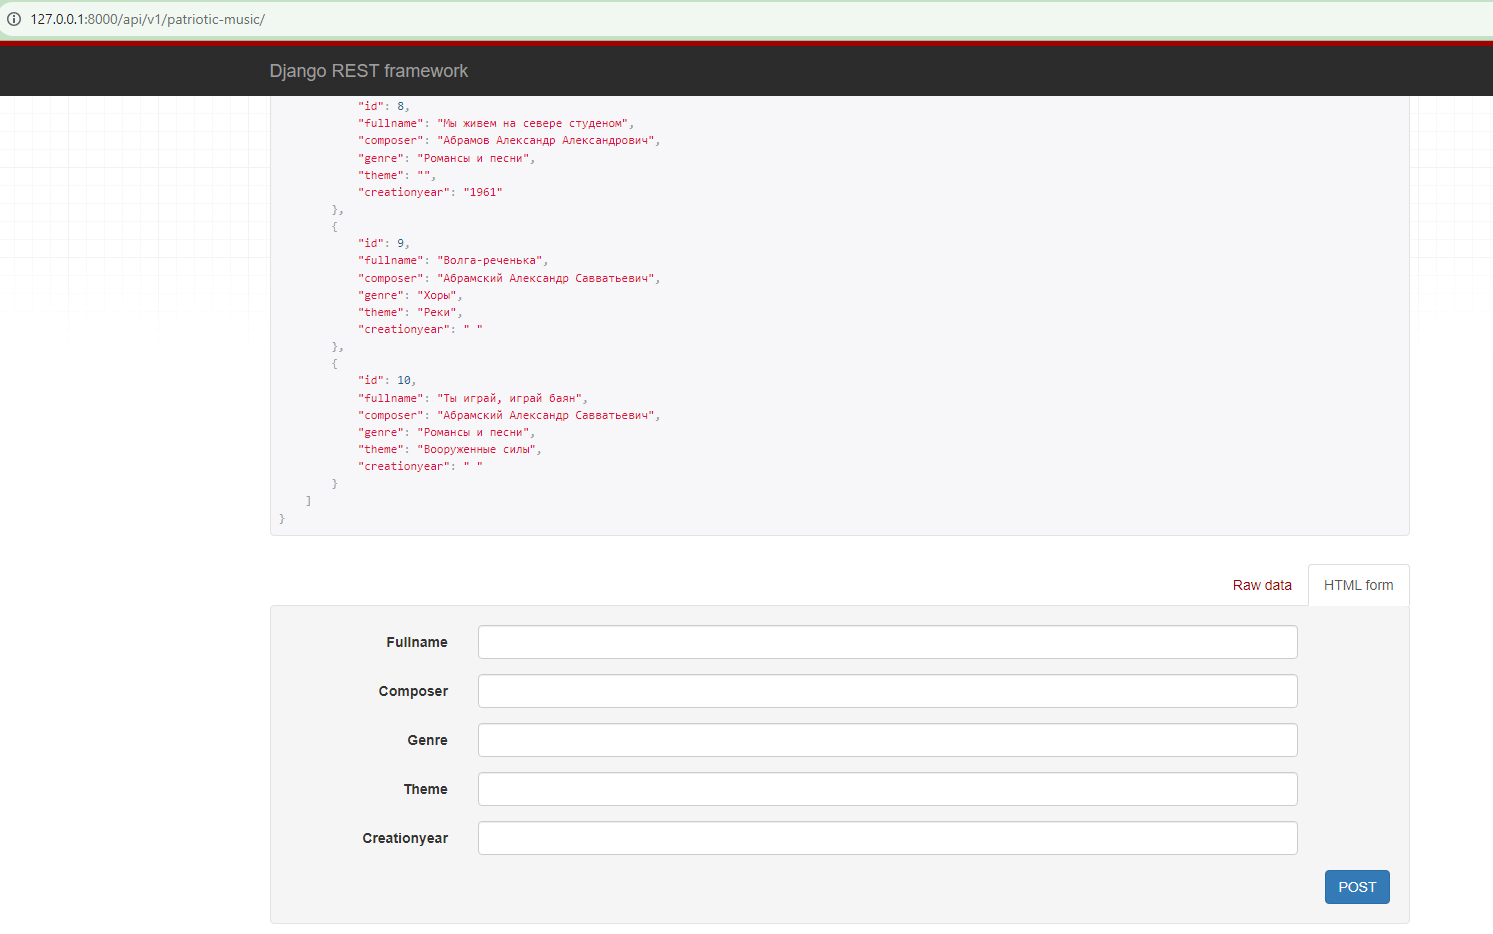 127.0.0.1:8000/api/v1/patriotic-music/
Django REST framework
"id": 8,
"fullname": "Мы живем на севере студеном",
"composer": "Абрамов Александр Александрович",
"genre": "Романсы и песни",
"theme": "",
"creationyear": "1961"
},
{
"id": 9,
"fullname": "Волга-реченька",
"composer": "Абрамский Александр Савватьевич",
"genre": "Хоры",
"theme": "Реки",
"creationyear": " "
},
{
"id": 10,
"fullname": "Ты играй, играй баян",
"composer": "Абрамский Александр Савватьевич",
"genre": "Романсы и песни",
"theme": "Вооруженные силы",
"creationyear": " "
}
]
}
Raw data HTML form
Fullname
Composer
Genre
Theme
Creationyear
POST